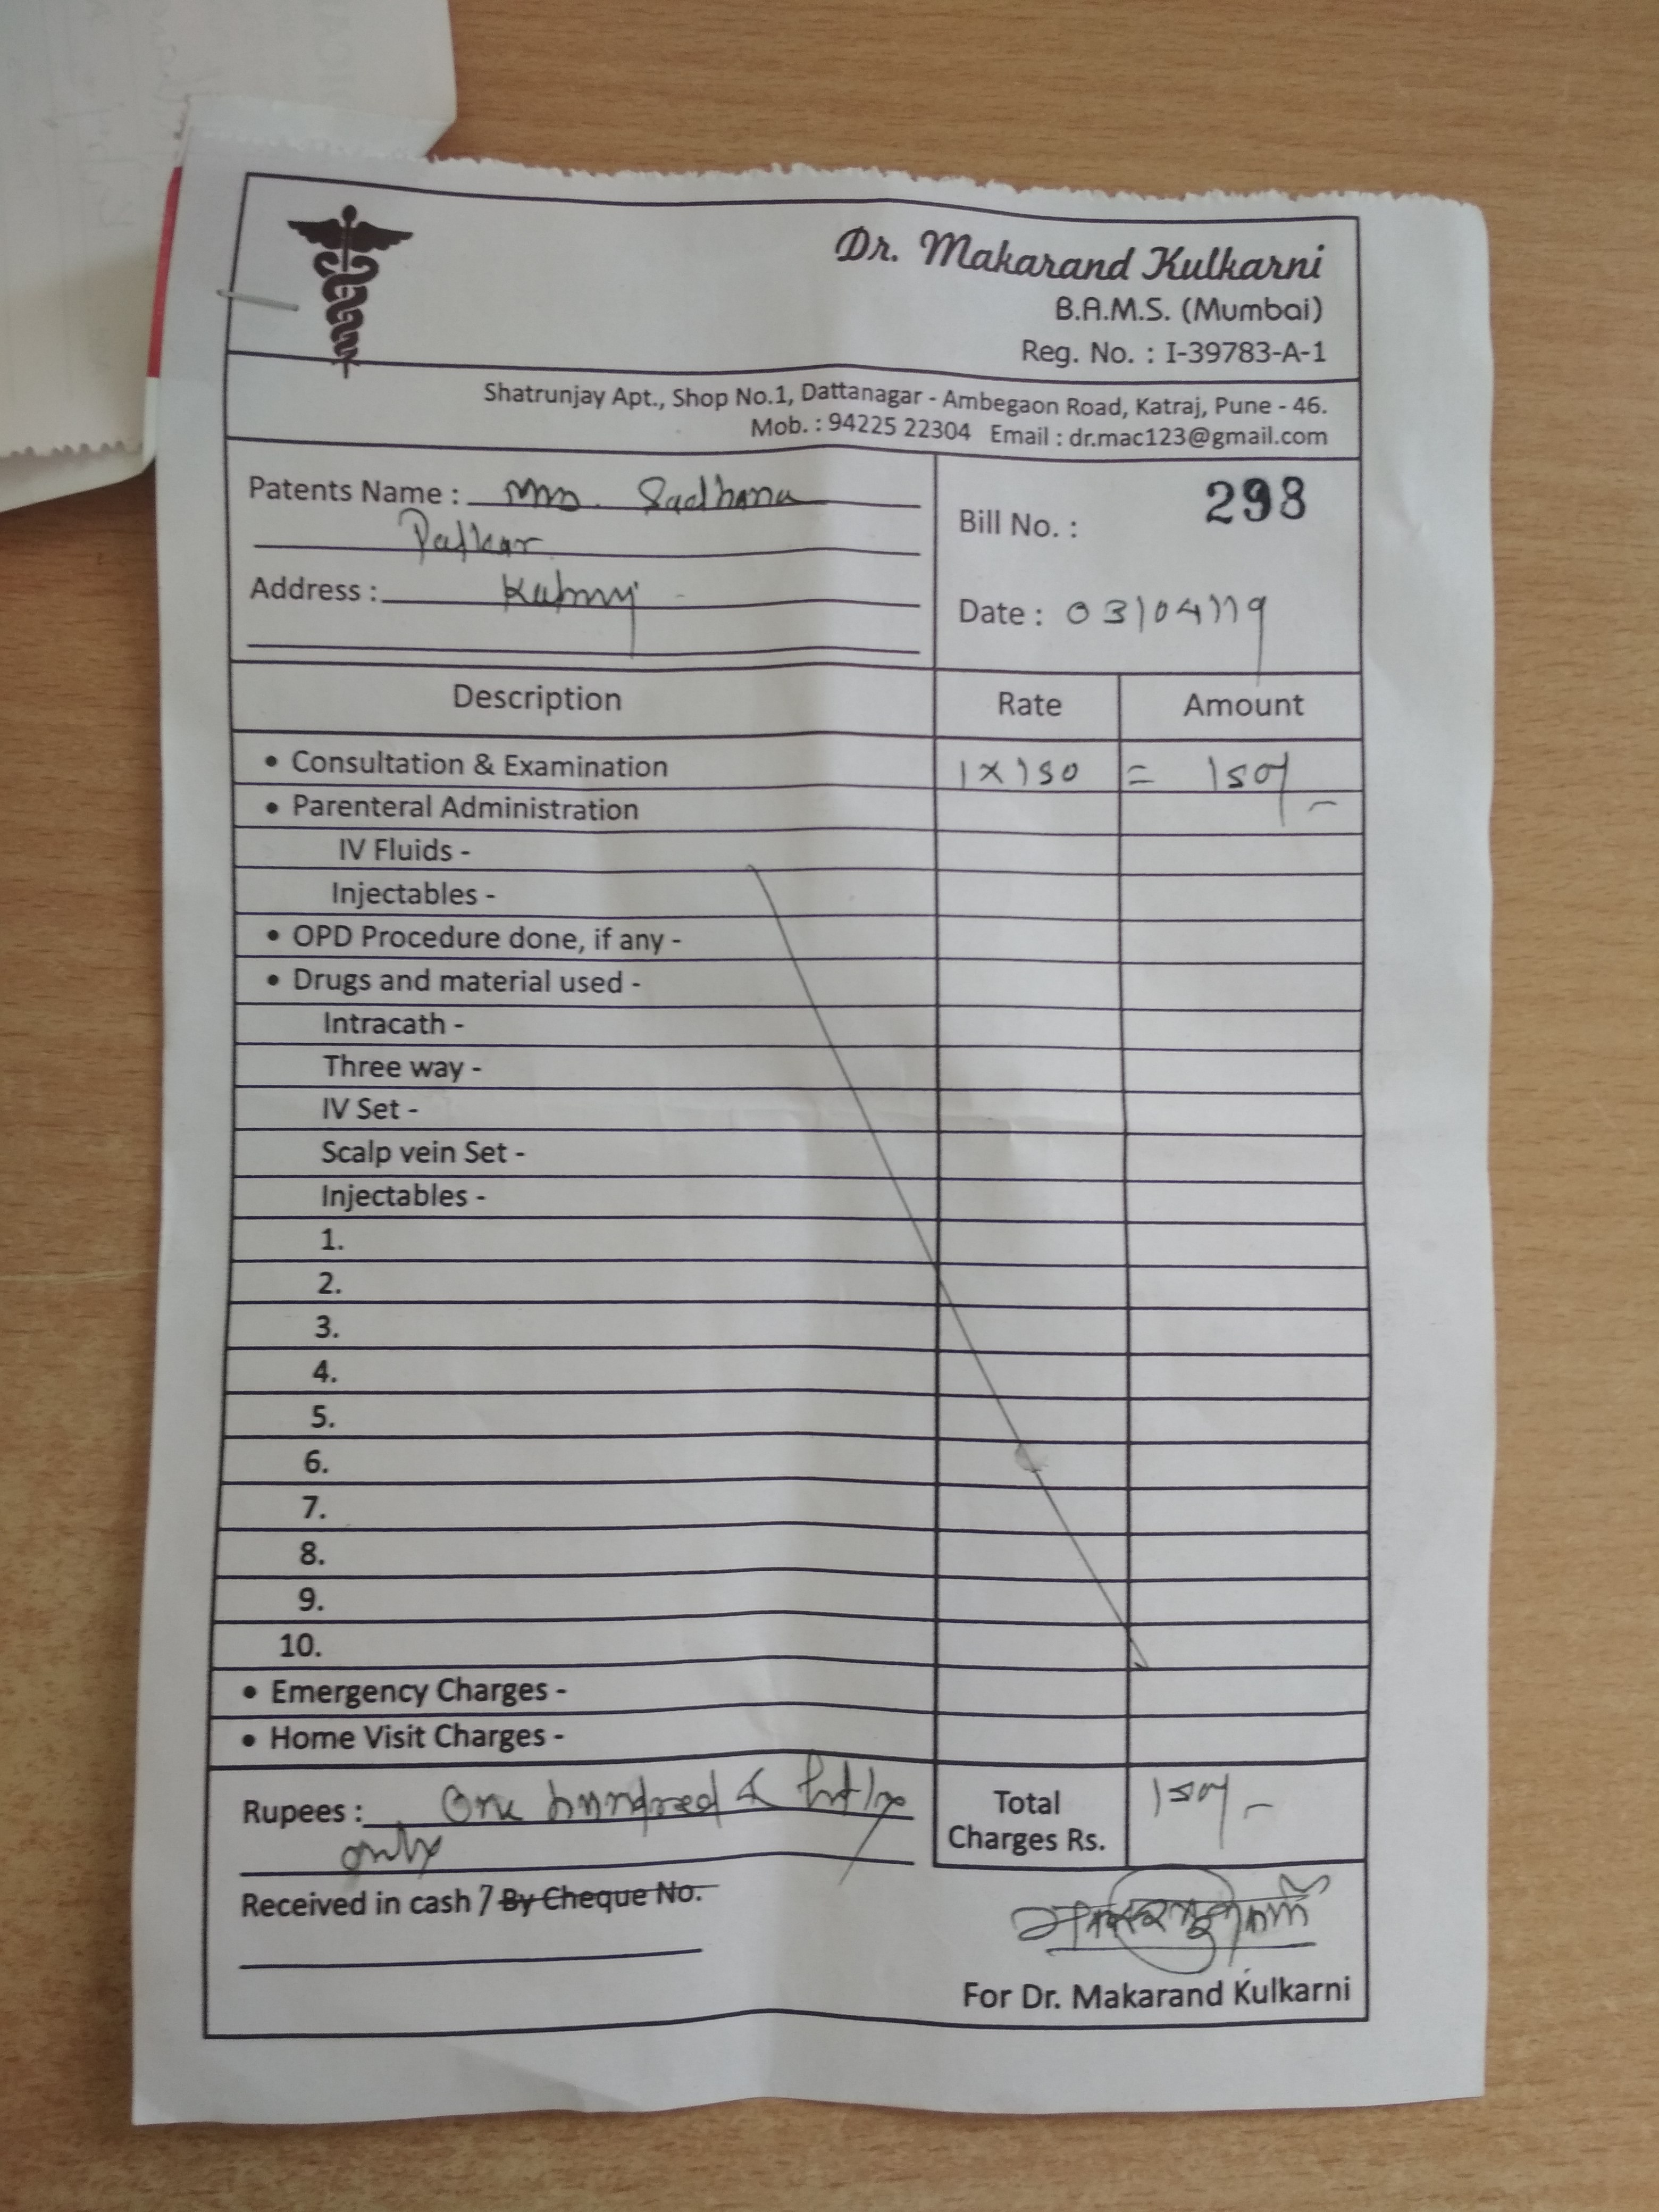 Dr. Makarand Kulkarni
B.A.M.S. (Mumbai)
Reg. No. : I-39783-A-1
Shatrunjay Apt., Shop No.1, Dattanagar - Ambegaon Road, Katraj, Pune - 46.
Mob. : 94225 22304 Email : dr.mac123@gmail.com
Patents Name : Mrs. Sadhana
Patkar
Address : Katraj
Bill No. : 298
Date : 03/04/19
Description Rate Amount
• Consultation & Examination 1 x 150 = 150/-
• Parenteral Administration
IV Fluids -
Injectables -
• OPD Procedure done, if any -
• Drugs and material used -
Intracath -
Three way -
IV Set -
Scalp vein Set -
Injectables -
1.
2.
3.
4.
5.
6.
7.
8.
9.
10.
• Emergency Charges -
• Home Visit Charges -
Rupees : One hundred & fifty
only
Total
Charges Rs. 150/-
Received in cash / By Cheque No.
For Dr. Makarand Kulkarni